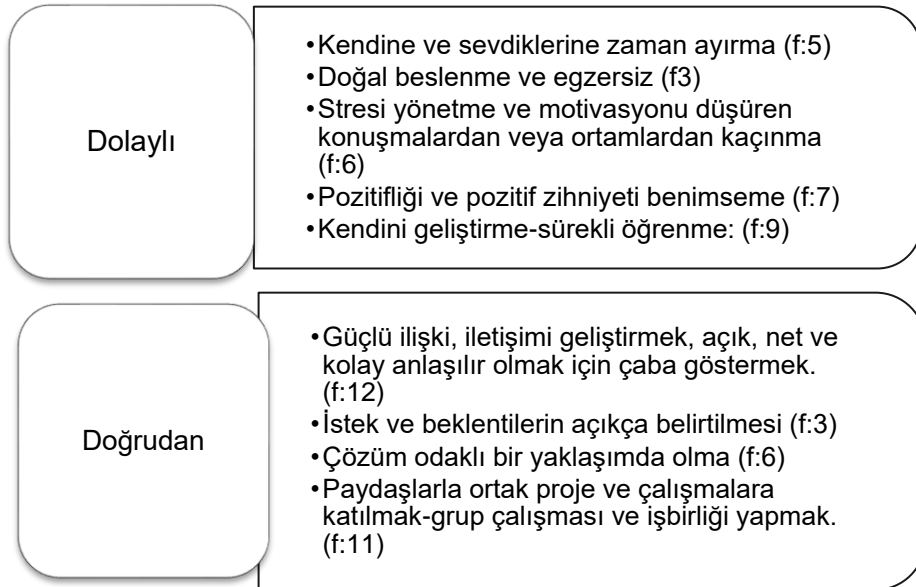 Dolaylı
•Kendine ve sevdiklerine zaman ayırma (f:5)
•Doğal beslenme ve egzersiz (f3)
•Stresi yönetme ve motivasyonu düşüren
konuşmalardan veya ortamlardan kaçınma
(f:6)
•Pozitifliği ve pozitif zihniyeti benimseme (f:7)
•Kendini geliştirme-sürekli öğrenme: (f:9)
Doğrudan
•Güçlü ilişki, iletişimi geliştirmek, açık, net ve
kolay anlaşılır olmak için çaba göstermek.
(f:12)
•İstek ve beklentilerin açıkça belirtilmesi (f:3)
•Çözüm odaklı bir yaklaşımda olma (f:6)
•Paydaşlarla ortak proje ve çalışmalara
katılmak-grup çalışması ve işbirliği yapmak.
(f:11)